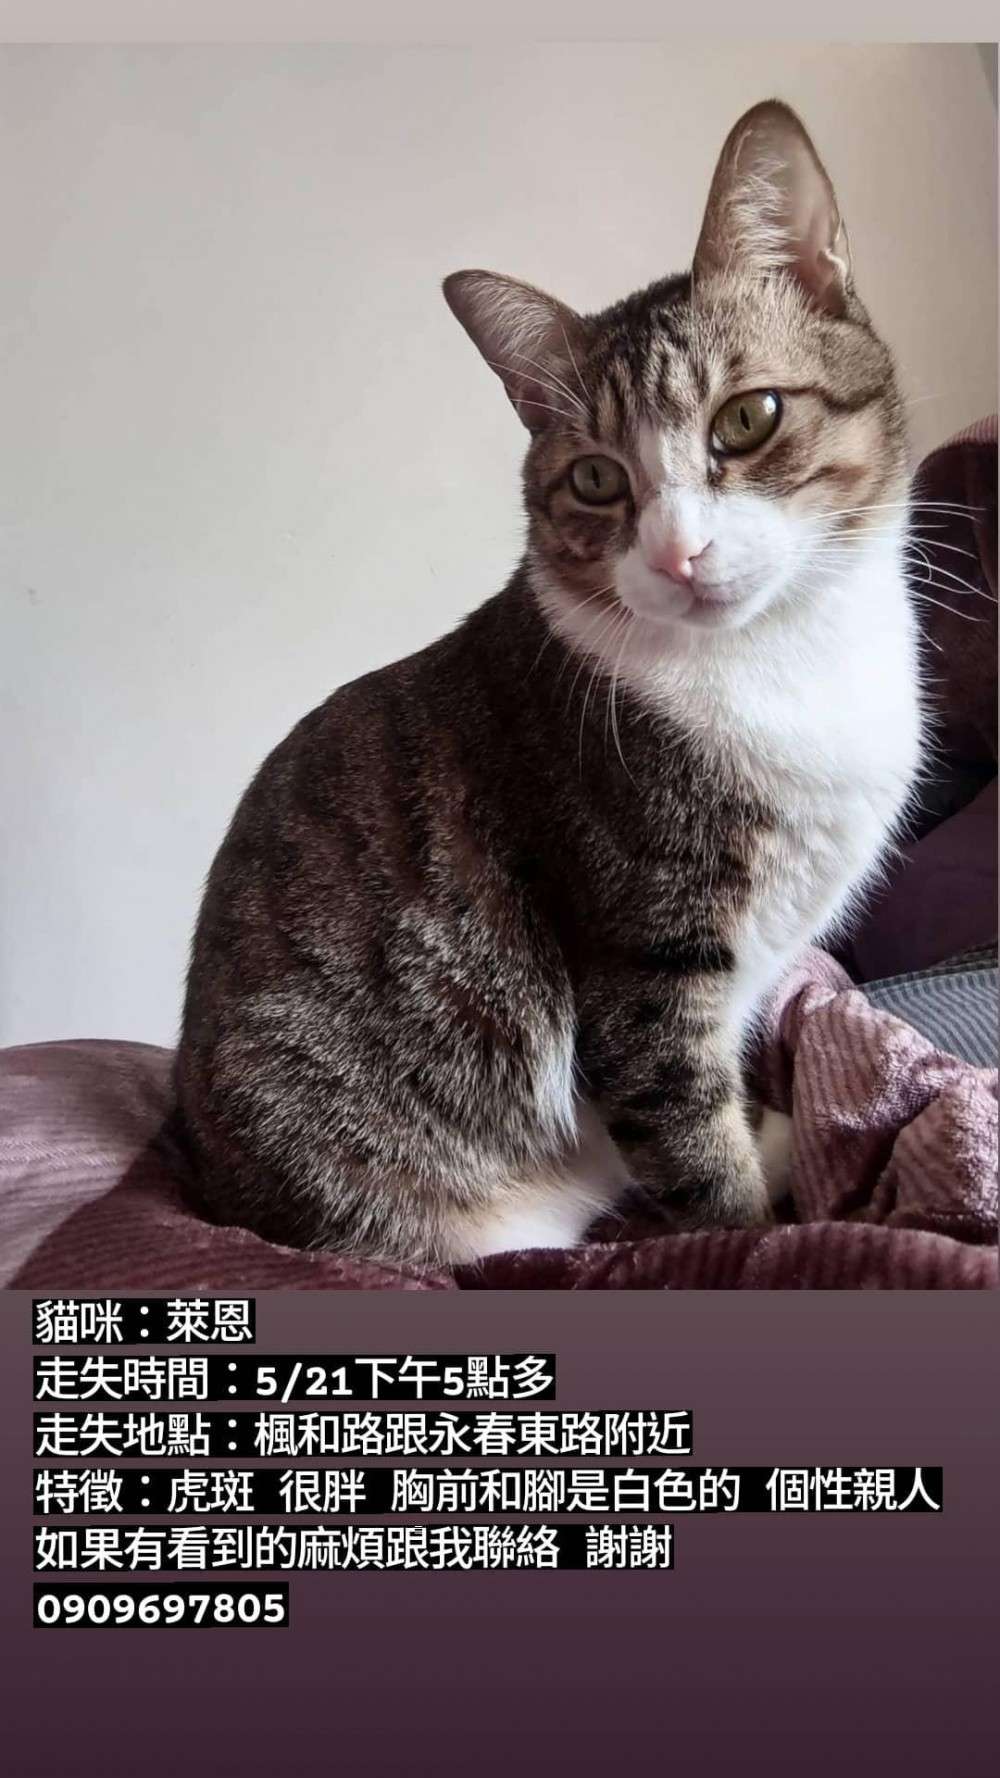 貓咪：萊恩
走失時間：5/21下午5點多
走失地點：楓和路跟永春東路附近
特徵：虎斑 很胖 胸前和腳是白色的 個性親人
如果有看到的麻煩跟我聯絡 謝謝
0909697805